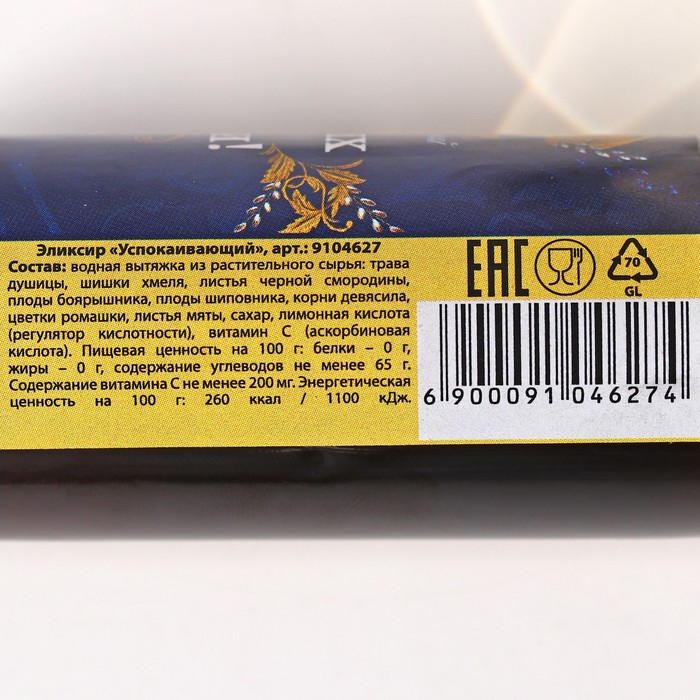 Эликсир «Успокаивающий», арт.: 9104627
Состав: водная вытяжка из растительного сырья: трава
душицы, шишки хмеля, листья черной смородины,
плоды боярышника, плоды шиповника, корни девясила,
цветки ромашки, листья мяты, сахар, лимонная кислота
(регулятор кислотности), витамин С (аскорбиновая
кислота). Пищевая ценность на 100 г: белки – 0 г,
жиры – 0 г, содержание углеводов не менее 65 г.
Содержание витамина С не менее 200 мг. Энергетическая
ценность на 100 г: 260 ккал / 1100 кДж.
EAC
70
GL
6 900091 046274